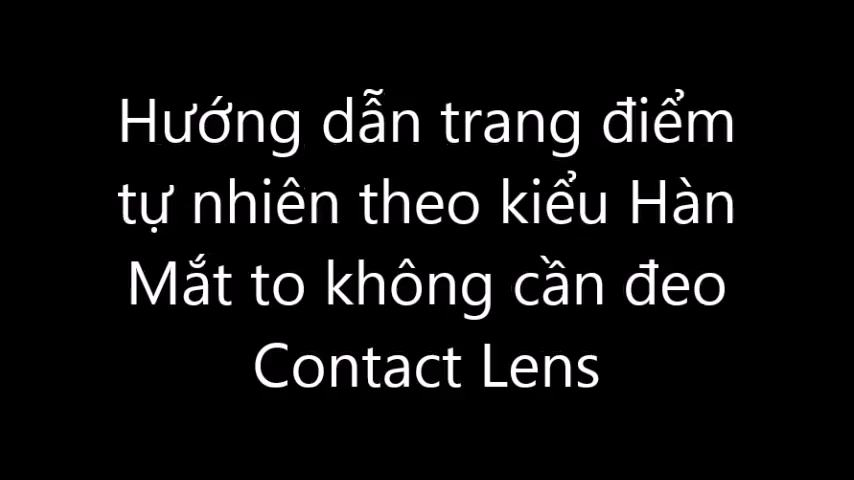 Hướng dẫn trang điểm
tự nhiên theo kiểu Hàn
Mắt to không cần đeo
Contact Lens